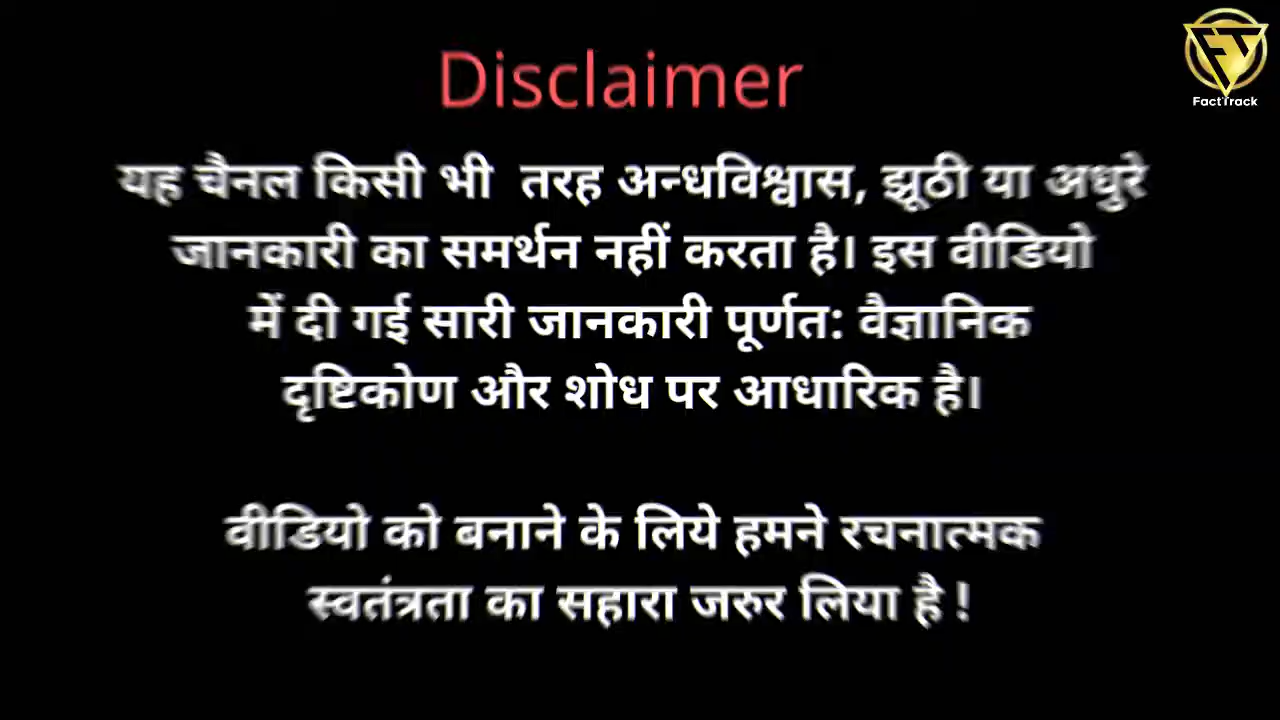 Disclaimer
FactTrack
यह चैनल किसी भी तरह अन्धविश्वास, झूठी या अधुरे
जानकारी का समर्थन नहीं करता है। इस वीडियो
में दी गई सारी जानकारी पूर्णत: वैज्ञानिक
दृष्टिकोण और शोध पर आधारिक है।
वीडियो को बनाने के लिये हमने रचनात्मक
स्वतंत्रता का सहारा जरुर लिया है !